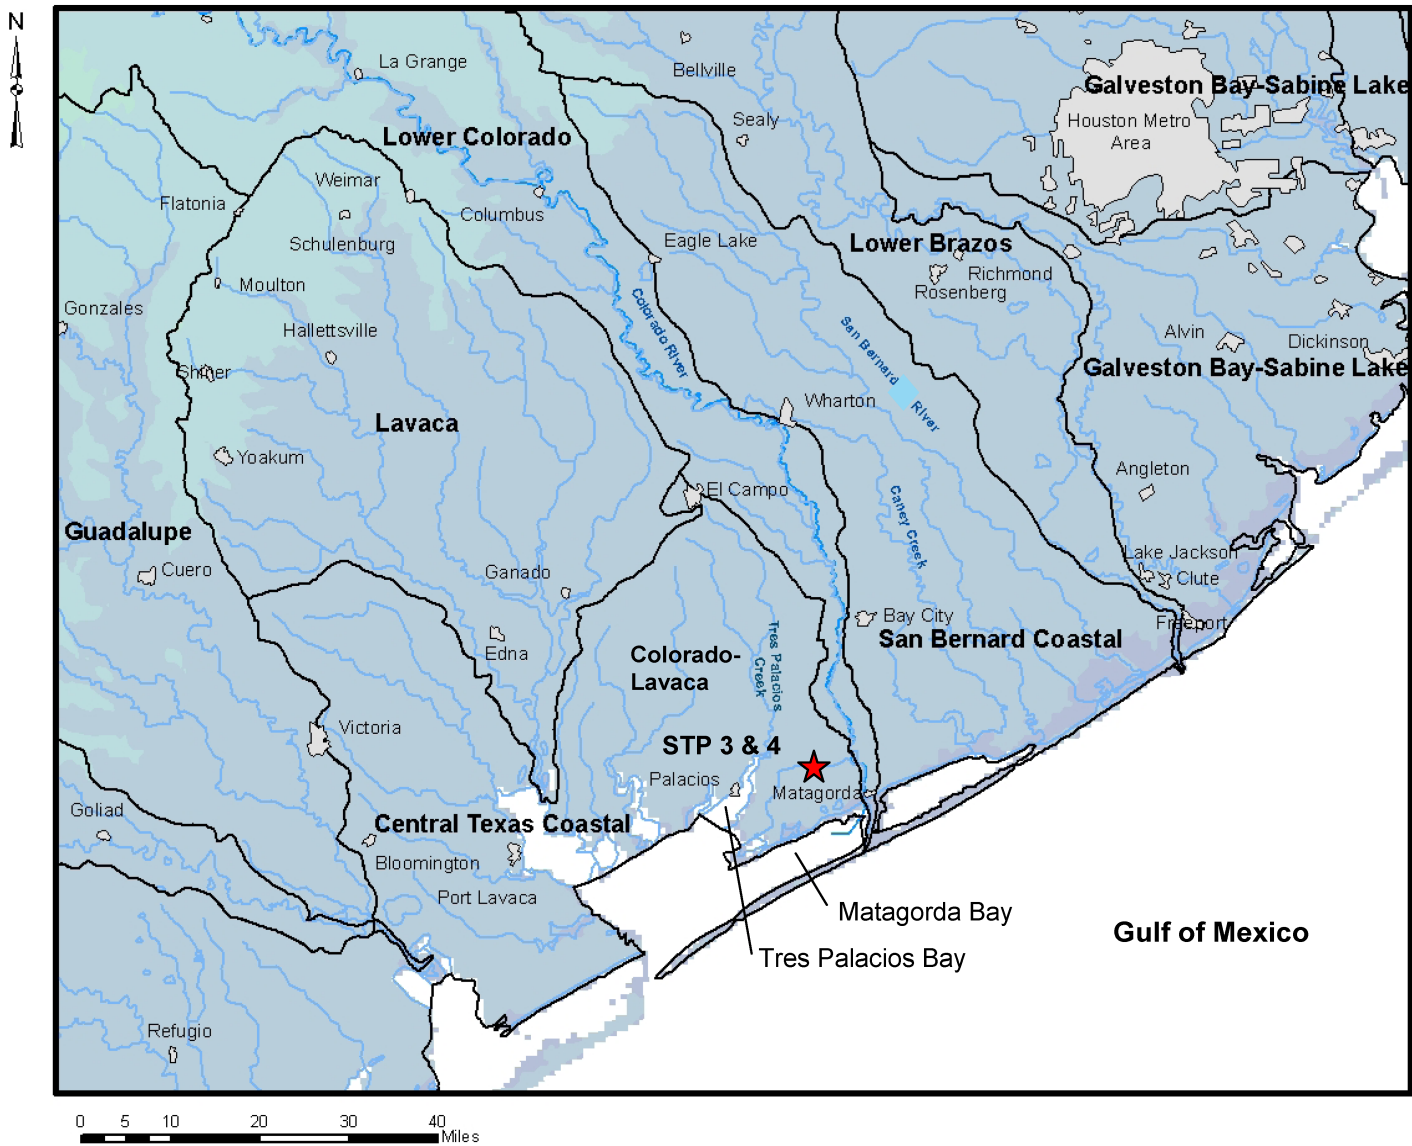 N
La Grange
Bellville
Galveston Bay-Sabine Lake
Sealy
Houston Metro
Area
Lower Colorado
Weimar
Flatonia
Columbus
Schulenburg
Eagle Lake
Lower Brazos
Richmond
Rosenberg
Moulton
Gonzales
Hallettsville
Colorado River
San Bernard
River
Alvin
Dickinson
Galveston Bay-Sabine Lake
Shiner
Wharton
Lavaca
Yoakum
El Campo
Angleton
Caney Creek
Guadalupe
Cuero
Ganado
Lake Jackson
Clute
Bay City
Freeport
San Bernard Coastal
Edna
Colorado-
Lavaca
Tres Palacios
Creek
Victoria
STP 3 & 4
Palacios
Matagorda
Goliad
Central Texas Coastal
Bloomington
Port Lavaca
Matagorda Bay
Gulf of Mexico
Tres Palacios Bay
Refugio
0 5 10 20 30 40
Miles